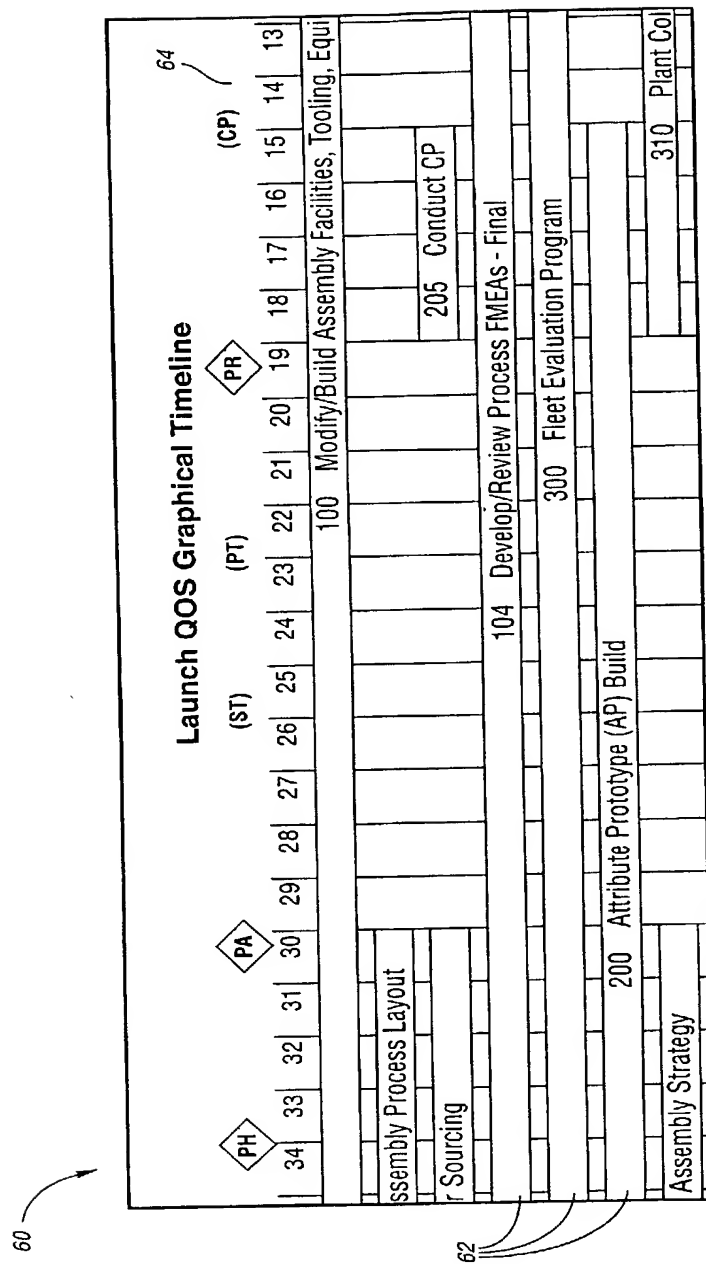 60
Launch QOS Graphical Timeline
64
PH
PA
(ST)
(PT)
PR
(CP)
34 33 32 31 30 29 28 27 26 25 24 23 22 21 20 19 18 17 16 15 14 13
100 Modify/Build Assembly Facilities, Tooling, Equi
ssembly Process Layout
r Sourcing
205 Conduct CP
104 Develop/Review Process FMEAs - Final
300 Fleet Evaluation Program
200 Attribute Prototype (AP) Build
Assembly Strategy
310 Plant Col
62